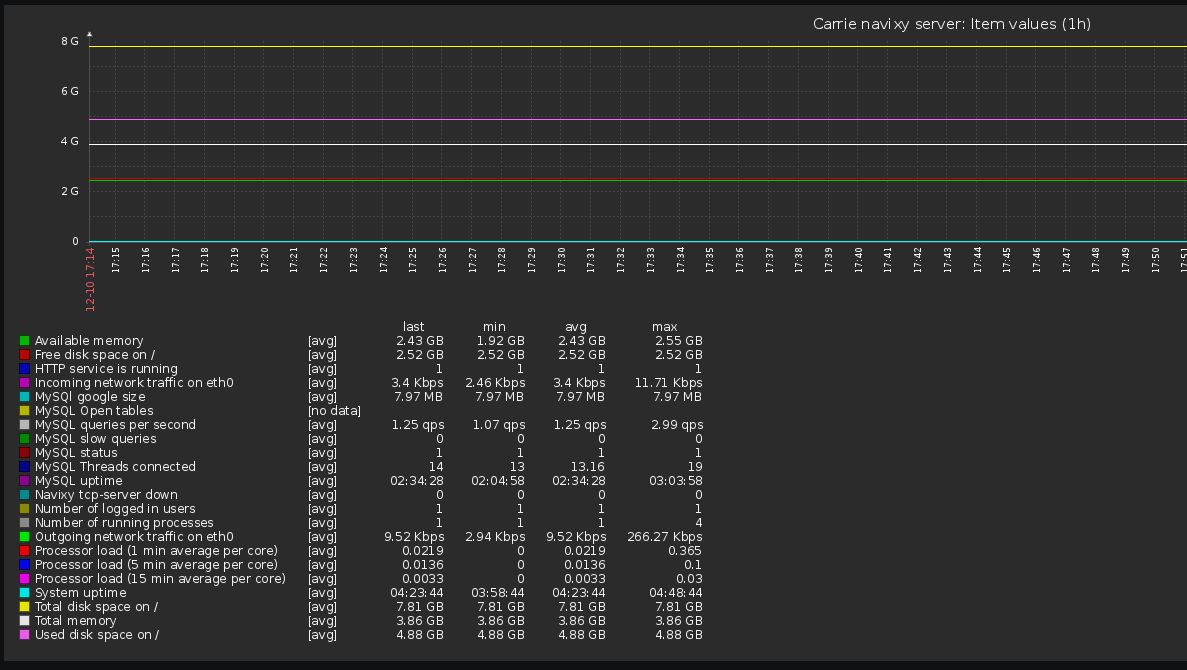 Carrie navixy server: Item values (1h)
8 G
6 G
4 G
2 G
0
12-10 17:14 17:15 17:16 17:17 17:18 17:19 17:20 17:21 17:22 17:23 17:24 17:25 17:26 17:27 17:28 17:29 17:30 17:31 17:32 17:33 17:34 17:35 17:36 17:37 17:38 17:39 17:40 17:41 17:42 17:43 17:44 17:45 17:46 17:47 17:48 17:49 17:50 17:51
last min avg max
Available memory [avg] 2.43 GB 1.92 GB 2.43 GB 2.55 GB
Free disk space on / [avg] 2.52 GB 2.52 GB 2.52 GB 2.52 GB
HTTP service is running [avg] 1 1 1 1
Incoming network traffic on eth0 [avg] 3.4 Kbps 2.46 Kbps 3.4 Kbps 11.71 Kbps
MySQl google size [avg] 7.97 MB 7.97 MB 7.97 MB 7.97 MB
MySQL Open tables [no data]
MySQL queries per second [avg] 1.25 qps 1.07 qps 1.25 qps 2.99 qps
MySQL slow queries [avg] 0 0 0 0
MySQL status [avg] 1 1 1 1
MySQL Threads connected [avg] 14 13 13.16 19
MySQL uptime [avg] 02:34:28 02:04:58 02:34:28 03:03:58
Navixy tcp-server down [avg] 0 0 0 0
Number of logged in users [avg] 1 1 1 1
Number of running processes [avg] 1 1 1 4
Outgoing network traffic on eth0 [avg] 9.52 Kbps 2.94 Kbps 9.52 Kbps 266.27 Kbps
Processor load (1 min average per core) [avg] 0.0219 0 0.0219 0.365
Processor load (5 min average per core) [avg] 0.0136 0 0.0136 0.1
Processor load (15 min average per core) [avg] 0.0033 0 0.0033 0.03
System uptime [avg] 04:23:44 03:58:44 04:23:44 04:48:44
Total disk space on / [avg] 7.81 GB 7.81 GB 7.81 GB 7.81 GB
Total memory [avg] 3.86 GB 3.86 GB 3.86 GB 3.86 GB
Used disk space on / [avg] 4.88 GB 4.88 GB 4.88 GB 4.88 GB